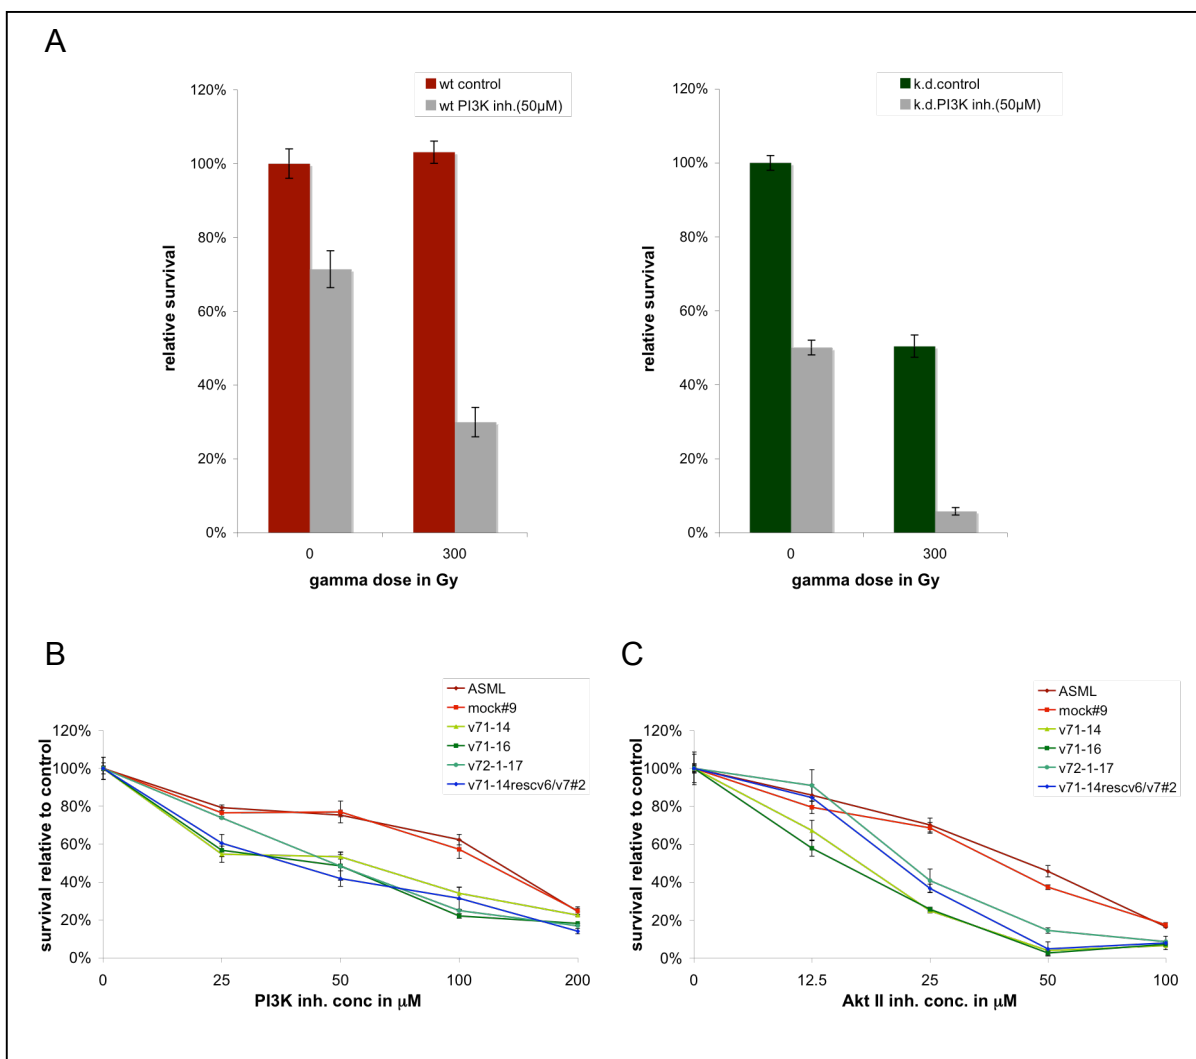 A
wt control
wt PI3K inh.(50µM)
120%
100%
80%
60%
40%
20%
0%
relative survival
0
300
gamma dose in Gy
k.d.control
k.d.PI3K inh.(50µM)
120%
100%
80%
60%
40%
20%
0%
relative survival
0
300
gamma dose in Gy
B
ASML
mock#9
v71-14
v71-16
v72-1-17
v71-14rescv6/v7#2
120%
100%
80%
60%
40%
20%
0%
survival relative to control
0
25
50
100
200
PI3K inh. conc in µM
C
ASML
mock#9
v71-14
v71-16
v72-1-17
v71-14rescv6/v7#2
120%
100%
80%
60%
40%
20%
0%
survival relative to control
0
12.5
25
50
100
Akt II inh. conc. in µM